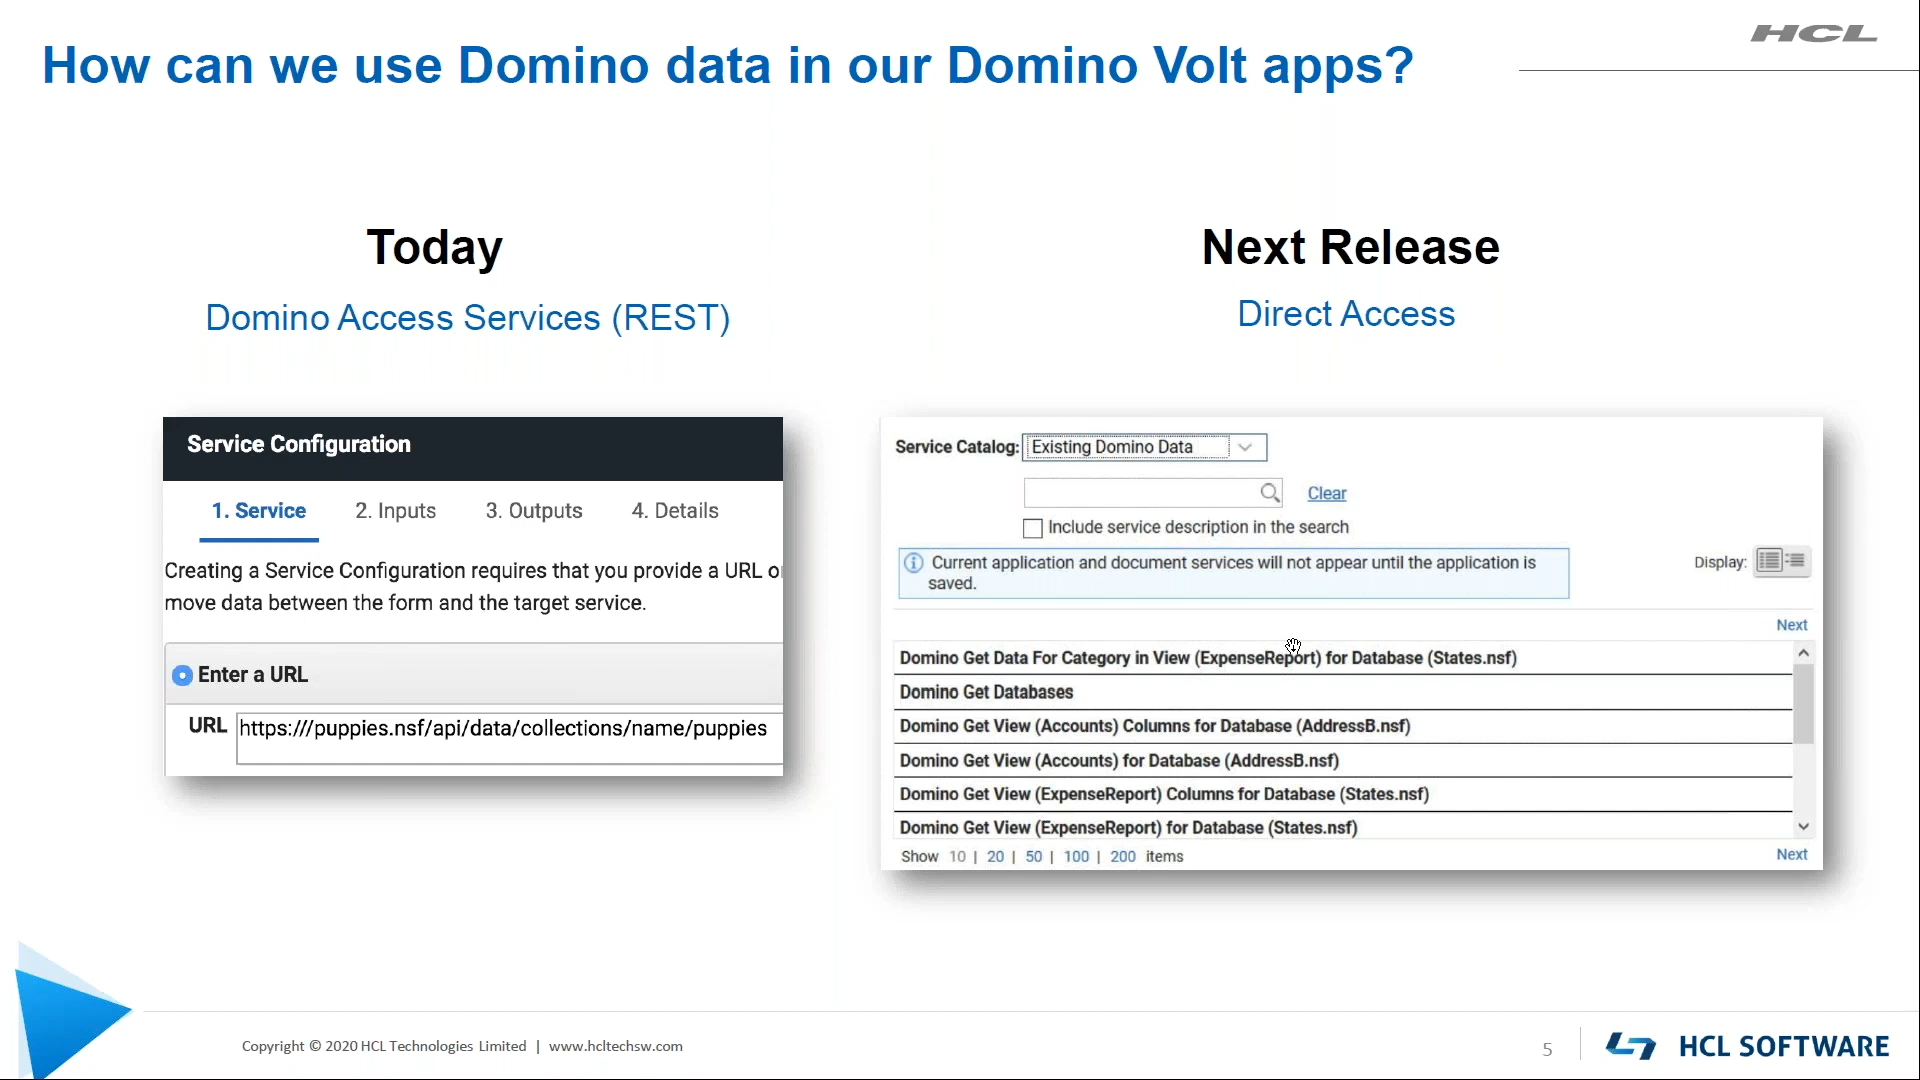 HCL
How can we use Domino data in our Domino Volt apps?
Today
Domino Access Services (REST)
Service Configuration
1. Service 2. Inputs 3. Outputs 4. Details
Creating a Service Configuration requires that you provide a URL o
move data between the form and the target service.
Enter a URL
URL https:///puppies.nsf/api/data/collections/name/puppies
Next Release
Direct Access
Service Catalog: Existing Domino Data
Clear
Include service description in the search
Current application and document services will not appear until the application is
saved.
Display:
Next
Domino Get Data For Category in View (ExpenseReport) for Database (States.nsf)
Domino Get Databases
Domino Get View (Accounts) Columns for Database (AddressB.nsf)
Domino Get View (Accounts) for Database (AddressB.nsf)
Domino Get View (ExpenseReport) Columns for Database (States.nsf)
Domino Get View (ExpenseReport) for Database (States.nsf)
Show 10 | 20 | 50 | 100 | 200 items
Next
Copyright © 2020 HCL Technologies Limited | www.hcltechsw.com
5
HCL SOFTWARE